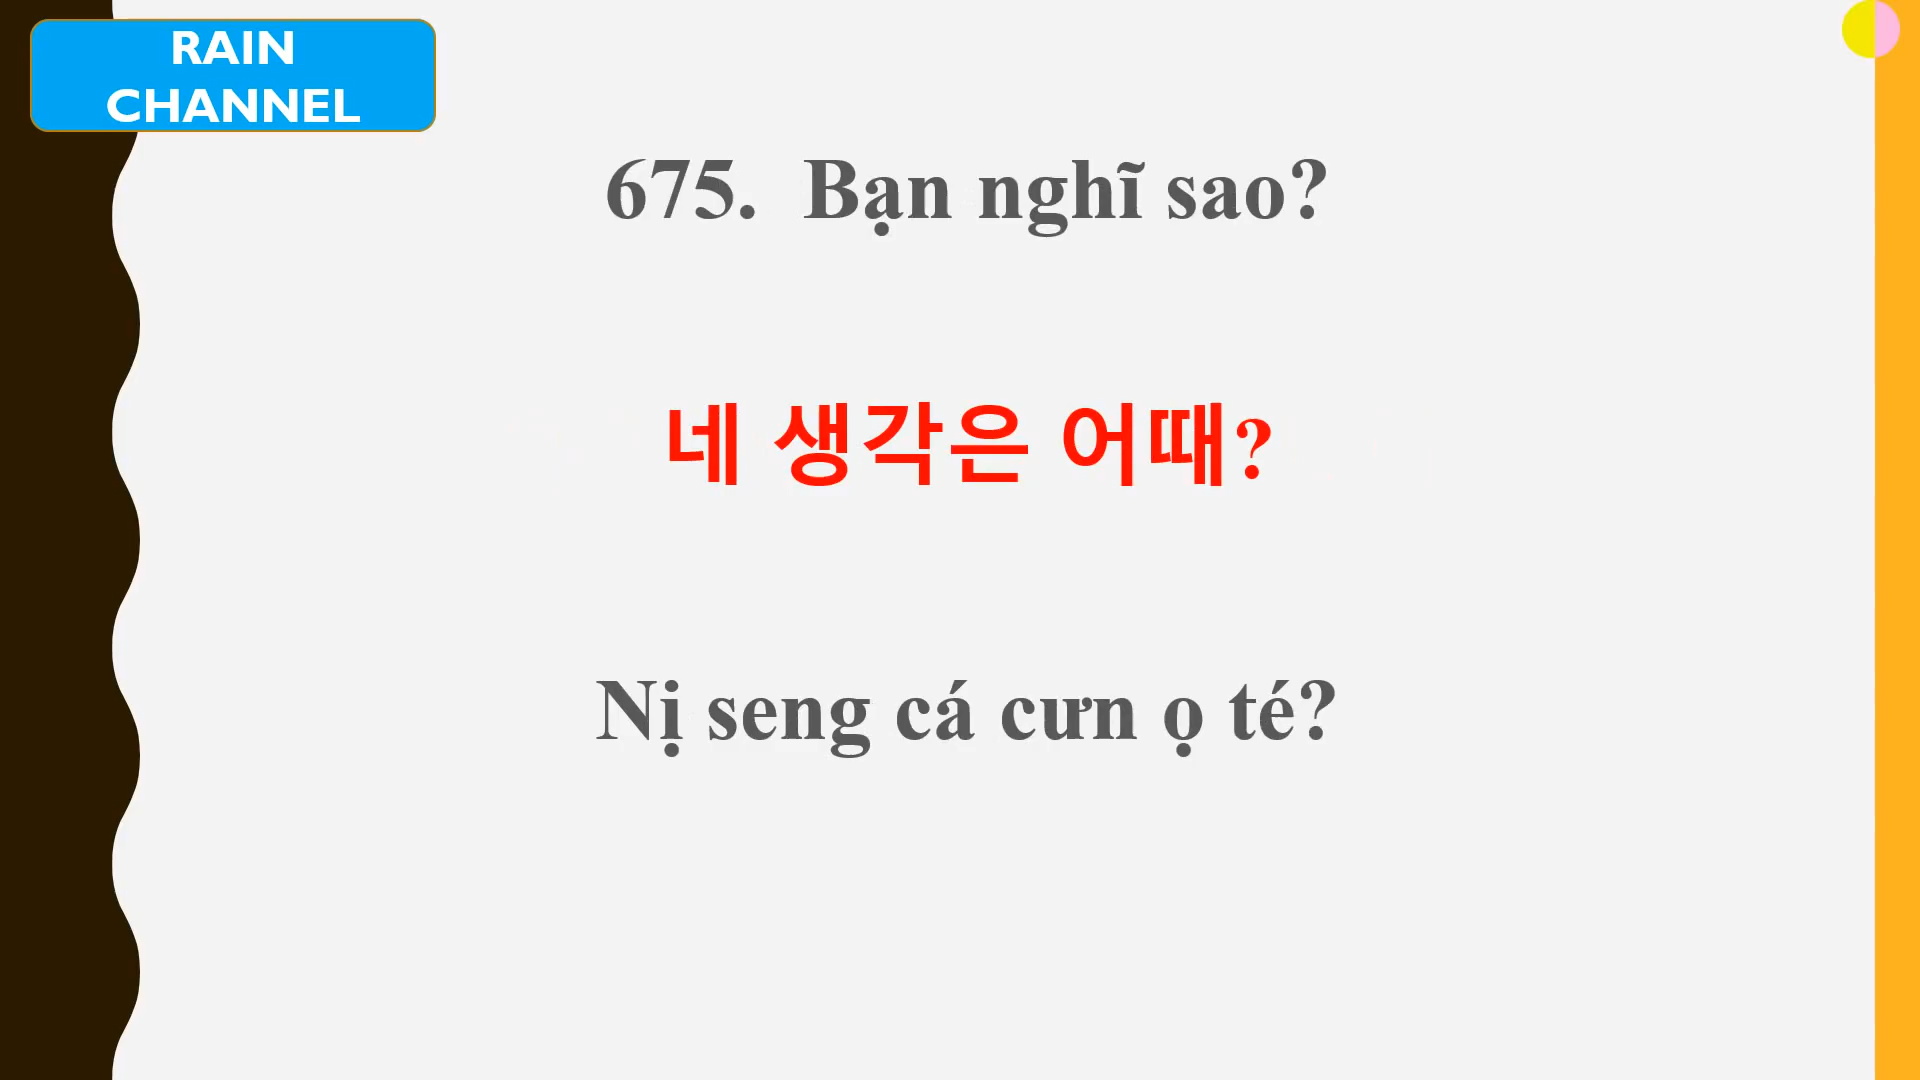 RAIN
CHANNEL
675. Bạn nghĩ sao?
네 생각은 어때?
Nị seng cá cưn ọ té?